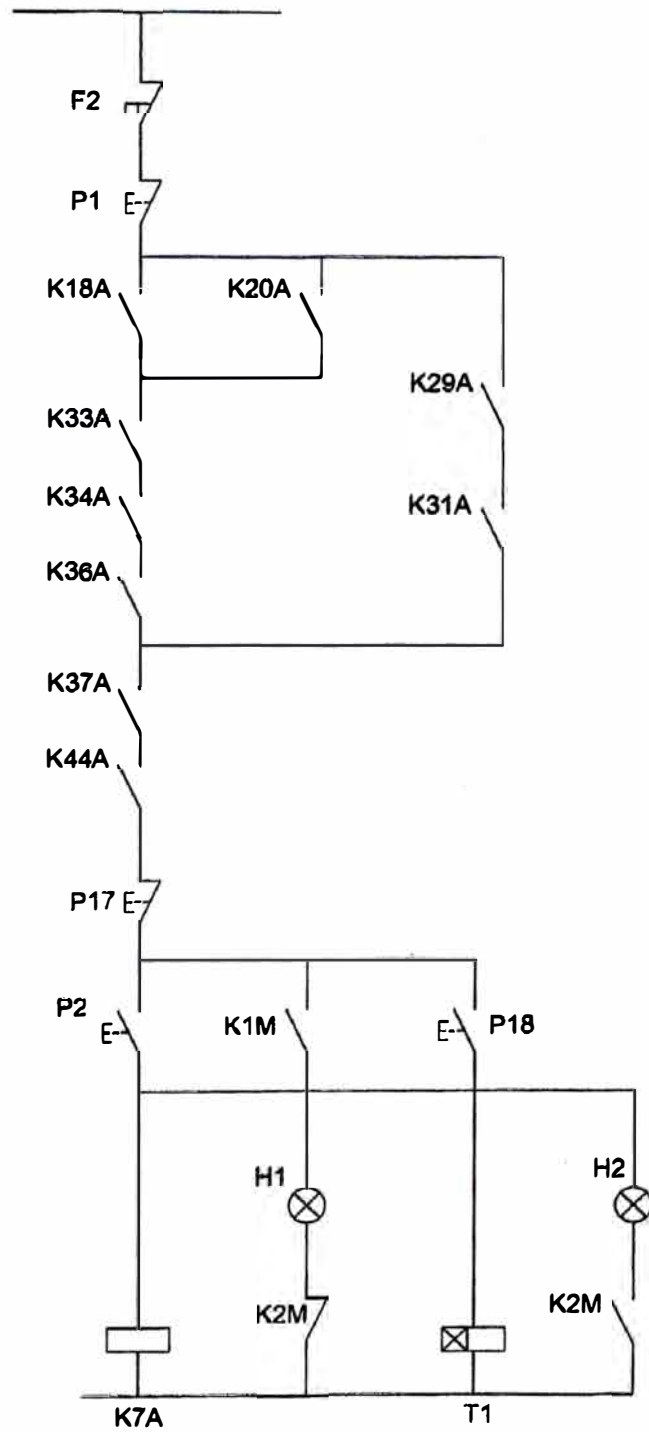 F2
P1
K18A K20A
K29A
K33A
K34A K31A
K36A
K37A
K44A
P17
P2 K1M P18
H1 H2
K2M K2M
K7A T1